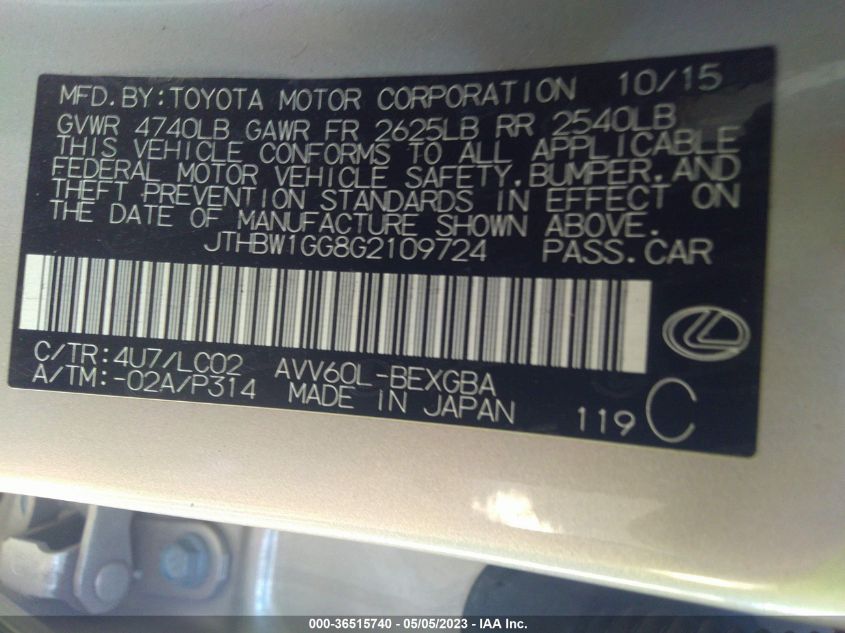 MFD.BY:TOYOTA MOTOR CORPORATION 10/15
GVWR 4740LB GAWR FR 2625LB RR 2540LB
THIS VEHICLE CONFORMS TO ALL APPLICABLE
FEDERAL MOTOR VEHICLE SAFETY,BUMPER,AND
THEFT PREVENTION STANDARDS IN EFFECT ON
THE DATE OF MANUFACTURE SHOWN ABOVE.
JTHBW1GG8G2109724 PASS.CAR
C/TR:4U7/LC02 AVV60L-BEXGBA
A/TM:-02A/P314 MADE IN JAPAN 119 C
000-36515740 - 05/05/2023 - IAA Inc.